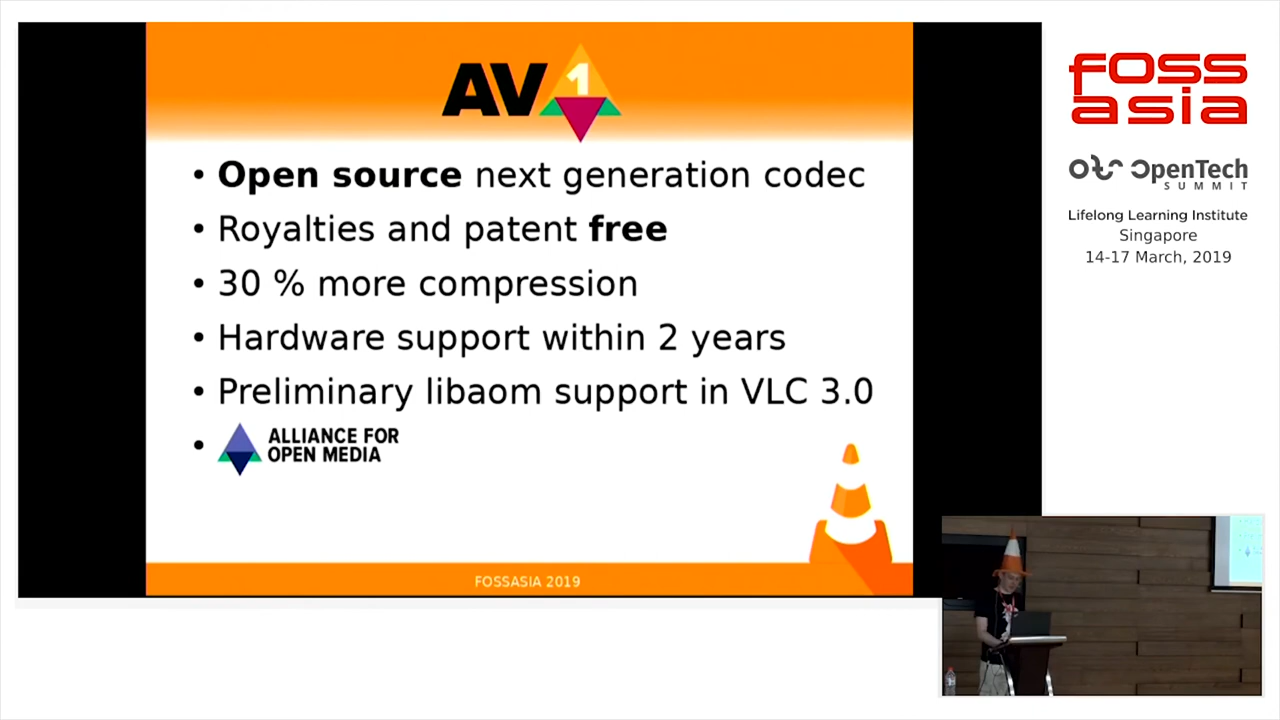 AV1
• Open source next generation codec
• Royalties and patent free
• 30 % more compression
• Hardware support within 2 years
• Preliminary libaom support in VLC 3.0
• ALLIANCE FOR
OPEN MEDIA
FOSSASIA 2019
foss
asia
OpenTech
SUMMIT
Lifelong Learning Institute
Singapore
14-17 March, 2019